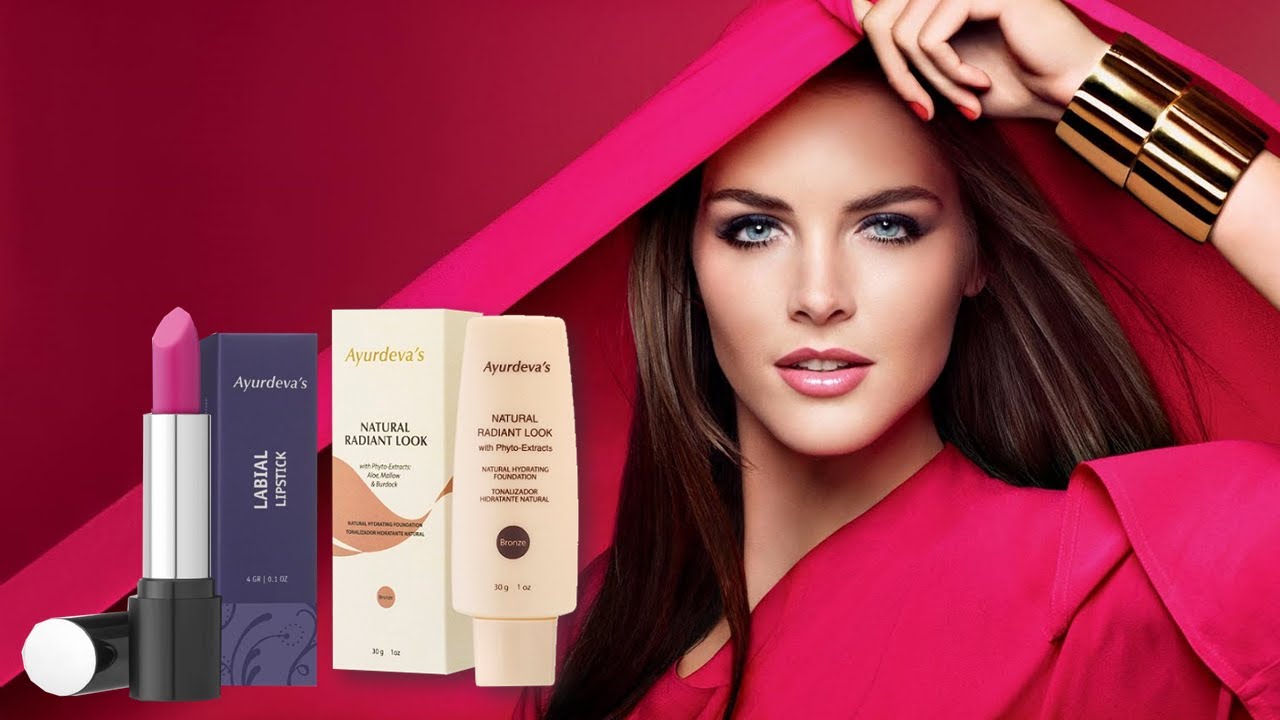 Ayurdeva's
LABIAL
LIPSTICK
4 GR | 0.1 OZ
Ayurdeva's
NATURAL
RADIANT LOOK
with Phyto-Extracts:
Aloe, Mallow
& Burdock
NATURAL HYDRATING FOUNDATION
TONALIZADOR HIDRATANTE NATURAL
Bronze
30 g 1oz
Ayurdeva's
NATURAL
RADIANT LOOK
with Phyto-Extracts
NATURAL HYDRATING
FOUNDATION
TONALIZADOR
HIDRATANTE NATURAL
Bronze
30 g 1 oz